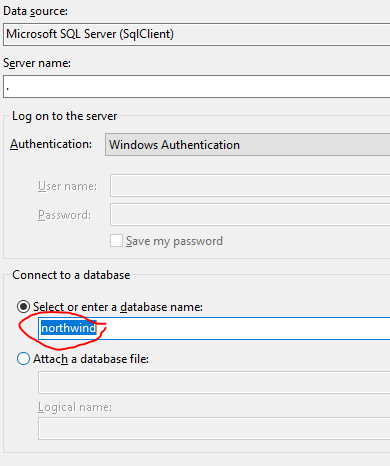 Data source:
Microsoft SQL Server (SqlClient)
Server name:
.
Log on to the server
Authentication:
Windows Authentication
User name:
Password:
Save my password
Connect to a database
Select or enter a database name:
northwind
Attach a database file:
Logical name: